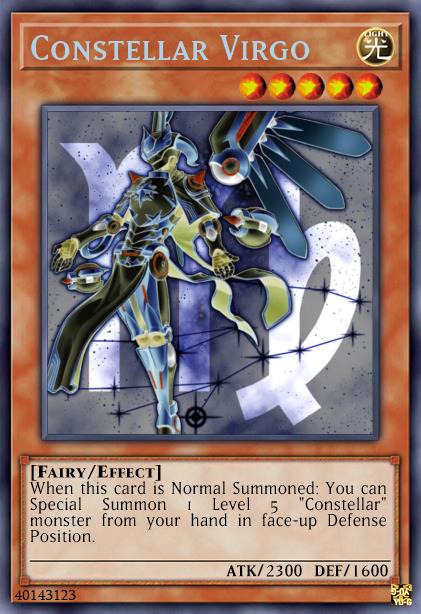 Constellar Virgo
LIGHT
光
[Fairy/Effect]
When this card is Normal Summoned: You can
Special Summon 1 Level 5 "Constellar"
monster from your hand in face-up Defense
Position.
ATK/2300 DEF/1600
40143123